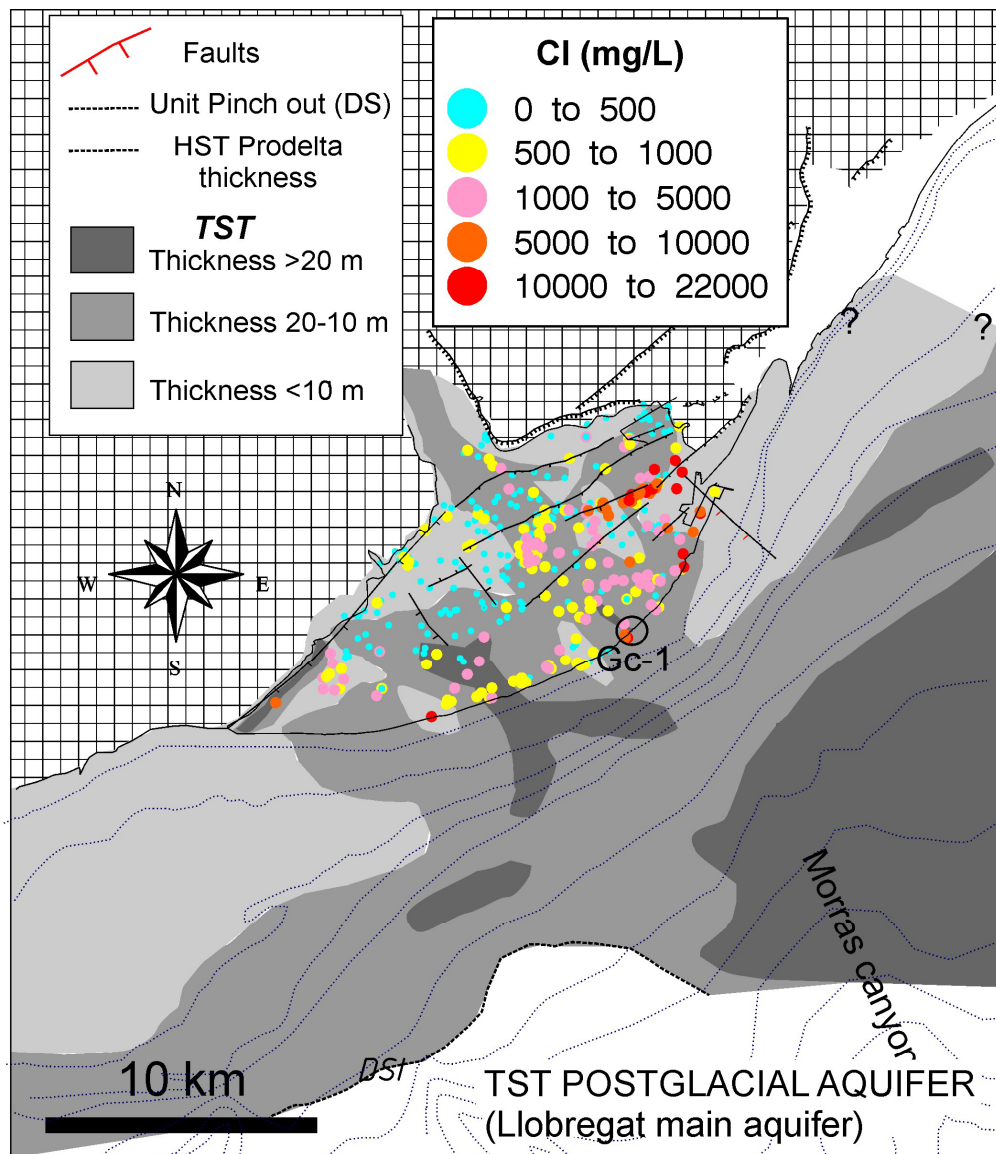 Faults
Unit Pinch out (DS)
HST Prodelta
thickness
TST
Thickness >20 m
Thickness 20-10 m
Thickness <10 m
Cl (mg/L)
0 to 500
500 to 1000
1000 to 5000
5000 to 10000
10000 to 22000
?
?
N
W
E
S
Gc-1
Morras canyor
DSt
10 km
TST POSTGLACIAL AQUIFER
(Llobregat main aquifer)